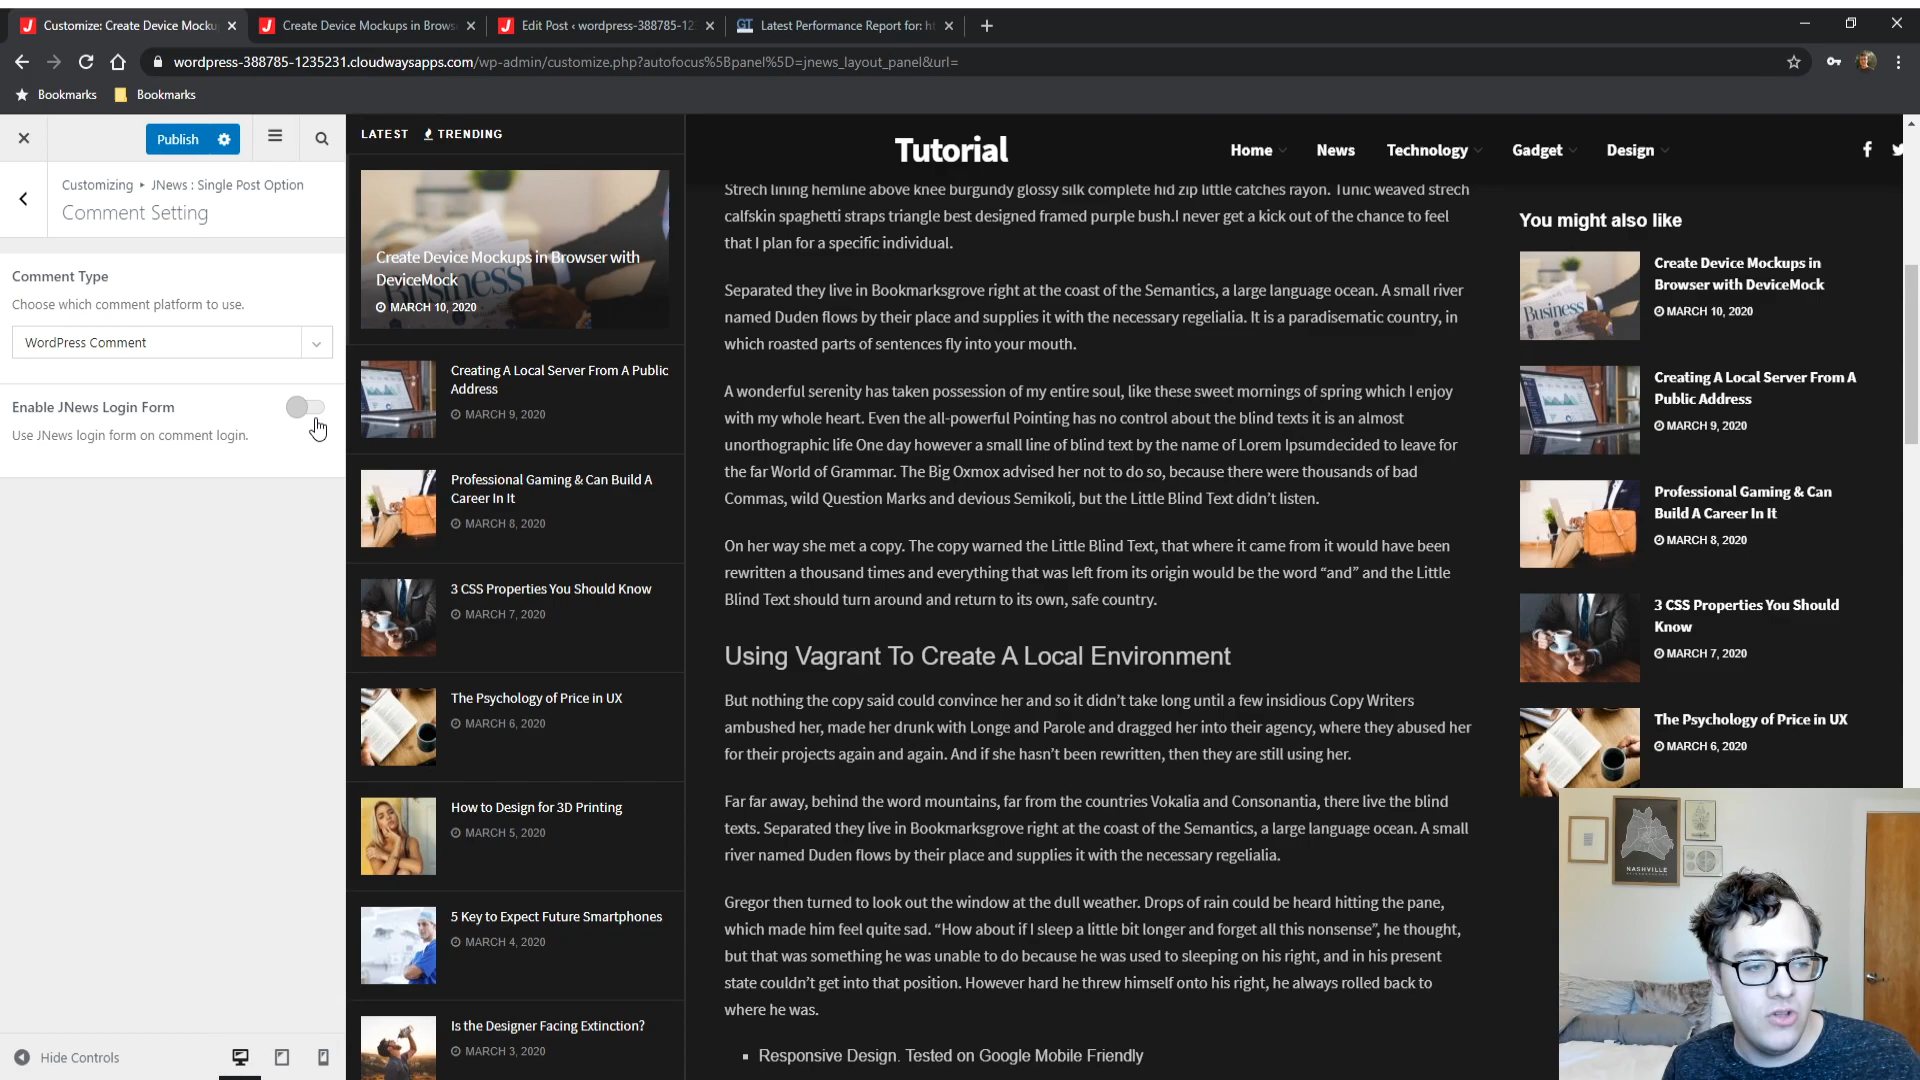 Customize: Create Device Mocku
Create Device Mockups in Brows
Edit Post ‹ wordpress-388785-12
GT Latest Performance Report for: ht
wordpress-388785-1235231.cloudwaysapps.com/wp-admin/customize.php?autofocus%5Bpanel%5D=jnews_layout_panel&url=
Bookmarks
Bookmarks
Publish
Customizing ▸ JNews : Single Post Option
Comment Setting
Comment Type
Choose which comment platform to use.
WordPress Comment
Enable JNews Login Form
Use JNews login form on comment login.
Hide Controls
LATEST TRENDING
Business
Create Device Mockups in Browser with
DeviceMock
MARCH 10, 2020
Creating A Local Server From A Public
Address
MARCH 9, 2020
Professional Gaming & Can Build A
Career In It
MARCH 8, 2020
3 CSS Properties You Should Know
MARCH 7, 2020
The Psychology of Price in UX
MARCH 6, 2020
How to Design for 3D Printing
MARCH 5, 2020
5 Key to Expect Future Smartphones
MARCH 4, 2020
Is the Designer Facing Extinction?
MARCH 3, 2020
Tutorial
Home
News
Technology
Gadget
Design
Strech lining hemline above knee burgundy glossy silk complete hid zip little catches rayon. Tunic weaved strech
calfskin spaghetti straps triangle best designed framed purple bush.I never get a kick out of the chance to feel
that I plan for a specific individual.
Separated they live in Bookmarksgrove right at the coast of the Semantics, a large language ocean. A small river
named Duden flows by their place and supplies it with the necessary regelialia. It is a paradisematic country, in
which roasted parts of sentences fly into your mouth.
A wonderful serenity has taken possession of my entire soul, like these sweet mornings of spring which I enjoy
with my whole heart. Even the all-powerful Pointing has no control about the blind texts it is an almost
unorthographic life One day however a small line of blind text by the name of Lorem Ipsumdecided to leave for
the far World of Grammar. The Big Oxmox advised her not to do so, because there were thousands of bad
Commas, wild Question Marks and devious Semikoli, but the Little Blind Text didn’t listen.
On her way she met a copy. The copy warned the Little Blind Text, that where it came from it would have been
rewritten a thousand times and everything that was left from its origin would be the word “and” and the Little
Blind Text should turn around and return to its own, safe country.
Using Vagrant To Create A Local Environment
But nothing the copy said could convince her and so it didn’t take long until a few insidious Copy Writers
ambushed her, made her drunk with Longe and Parole and dragged her into their agency, where they abused her
for their projects again and again. And if she hasn’t been rewritten, then they are still using her.
Far far away, behind the word mountains, far from the countries Vokalia and Consonantia, there live the blind
texts. Separated they live in Bookmarksgrove right at the coast of the Semantics, a large language ocean. A small
river named Duden flows by their place and supplies it with the necessary regelialia.
Gregor then turned to look out the window at the dull weather. Drops of rain could be heard hitting the pane,
which made him feel quite sad. “How about if I sleep a little bit longer and forget all this nonsense”, he thought,
but that was something he was unable to do because he was used to sleeping on his right, and in his present
state couldn’t get into that position. However hard he threw himself onto his right, he always rolled back to
where he was.
▪ Responsive Design. Tested on Google Mobile Friendly
You might also like
Business
Create Device Mockups in
Browser with DeviceMock
MARCH 10, 2020
Creating A Local Server From A
Public Address
MARCH 9, 2020
Professional Gaming & Can
Build A Career In It
MARCH 8, 2020
3 CSS Properties You Should
Know
MARCH 7, 2020
The Psychology of Price in UX
MARCH 6, 2020
NASHVILLE